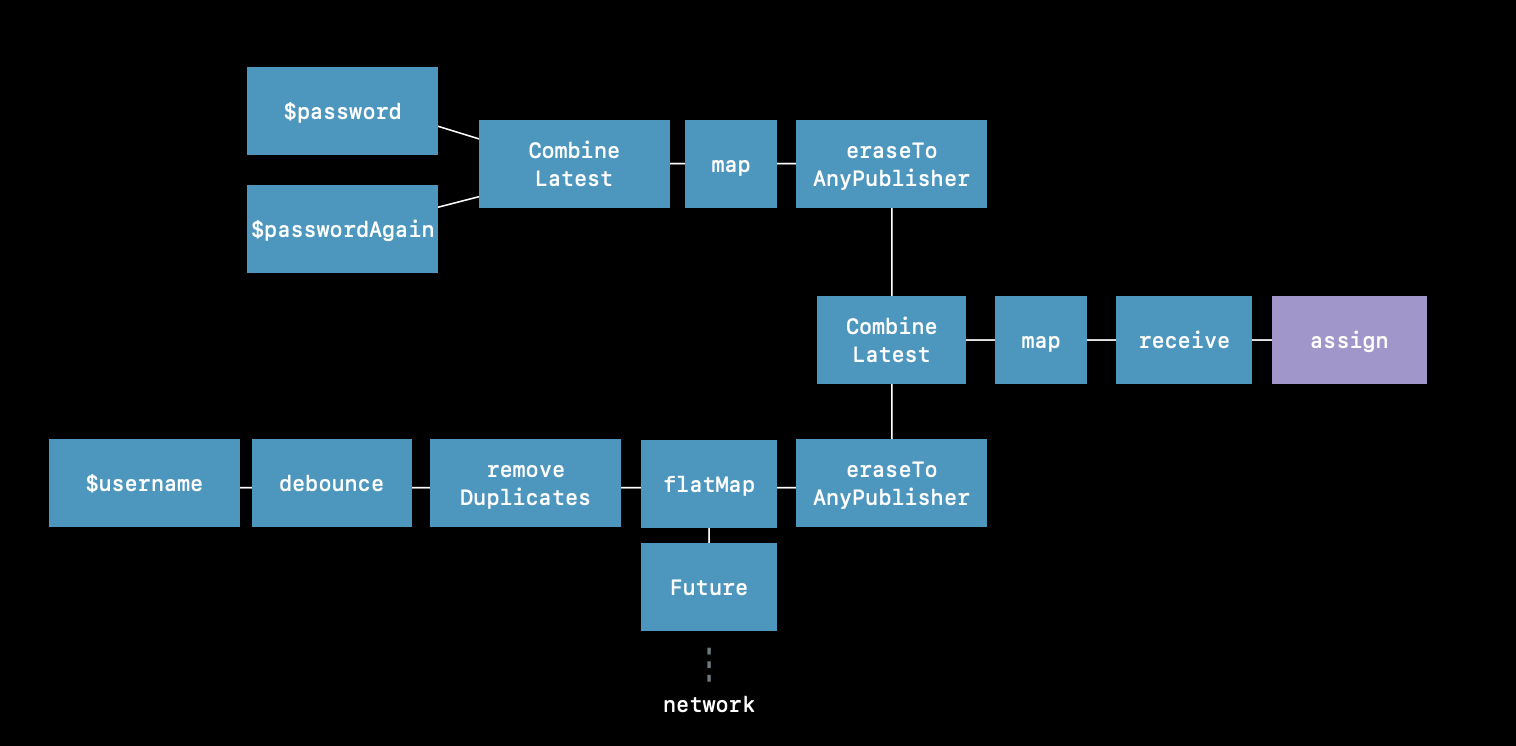 $password
$passwordAgain
Combine
Latest
map
eraseTo
AnyPublisher
Combine
Latest
map
receive
assign
$username
debounce
remove
Duplicates
flatMap
eraseTo
AnyPublisher
Future
network